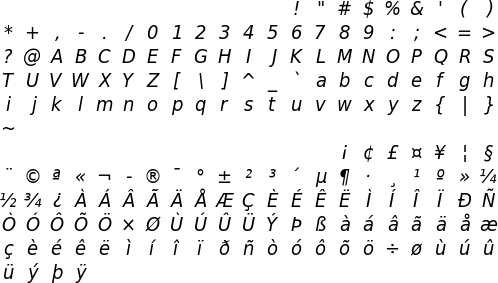 ! " # $ % & ' ( )
* + , - . / 0 1 2 3 4 5 6 7 8 9 : ; < = >
? @ A B C D E F G H I J K L M N O P Q R S
T U V W X Y Z [ \ ] ^ _ ` a b c d e f g h
i j k l m n o p q r s t u v w x y z { | }
~
¡ ¢ £ ¤ ¥ ¦ §
¨ © ª « ¬ - ® ¯ ° ± ² ³ ´ µ ¶ · ¸ ¹ º » ¼
½ ¾ ¿ À Á Â Ã Ä Å Æ Ç È É Ê Ë Ì Í Î Ï Ð Ñ
Ò Ó Ô Õ Ö × Ø Ù Ú Û Ü Ý Þ ß à á â ã ä å æ
ç è é ê ë ì í î ï ð ñ ò ó ô õ ö ÷ ø ù ú û
ü ý þ ÿ